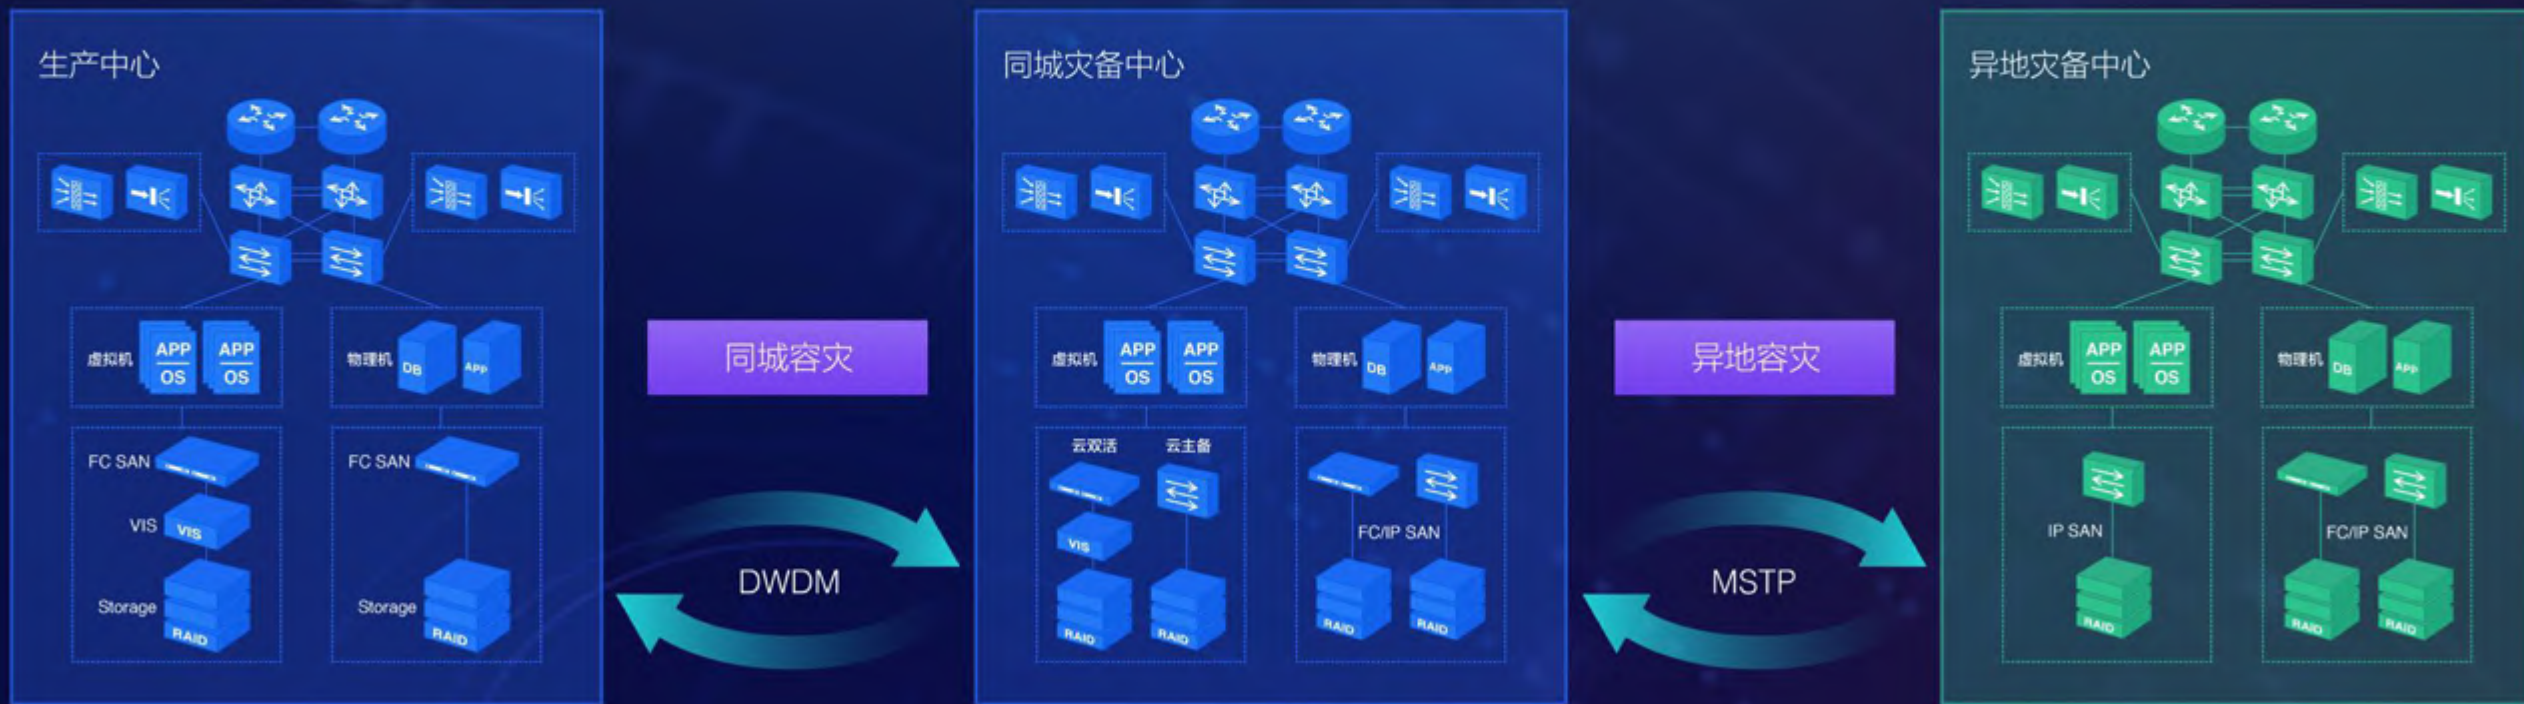 生产中心
虚拟机
APP
OS
APP
OS
物理机
DB
APP
FC SAN
VIS
VIS
Storage
RAID
FC SAN
Storage
RAID
同城容灾
DWDM
同城灾备中心
虚拟机
APP
OS
APP
OS
物理机
DB
APP
云双活
云主备
VIS
RAID
RAID
FC/IP SAN
RAID
RAID
异地容灾
MSTP
异地灾备中心
虚拟机
APP
OS
APP
OS
物理机
DB
APP
IP SAN
RAID
FC/IP SAN
RAID
RAID